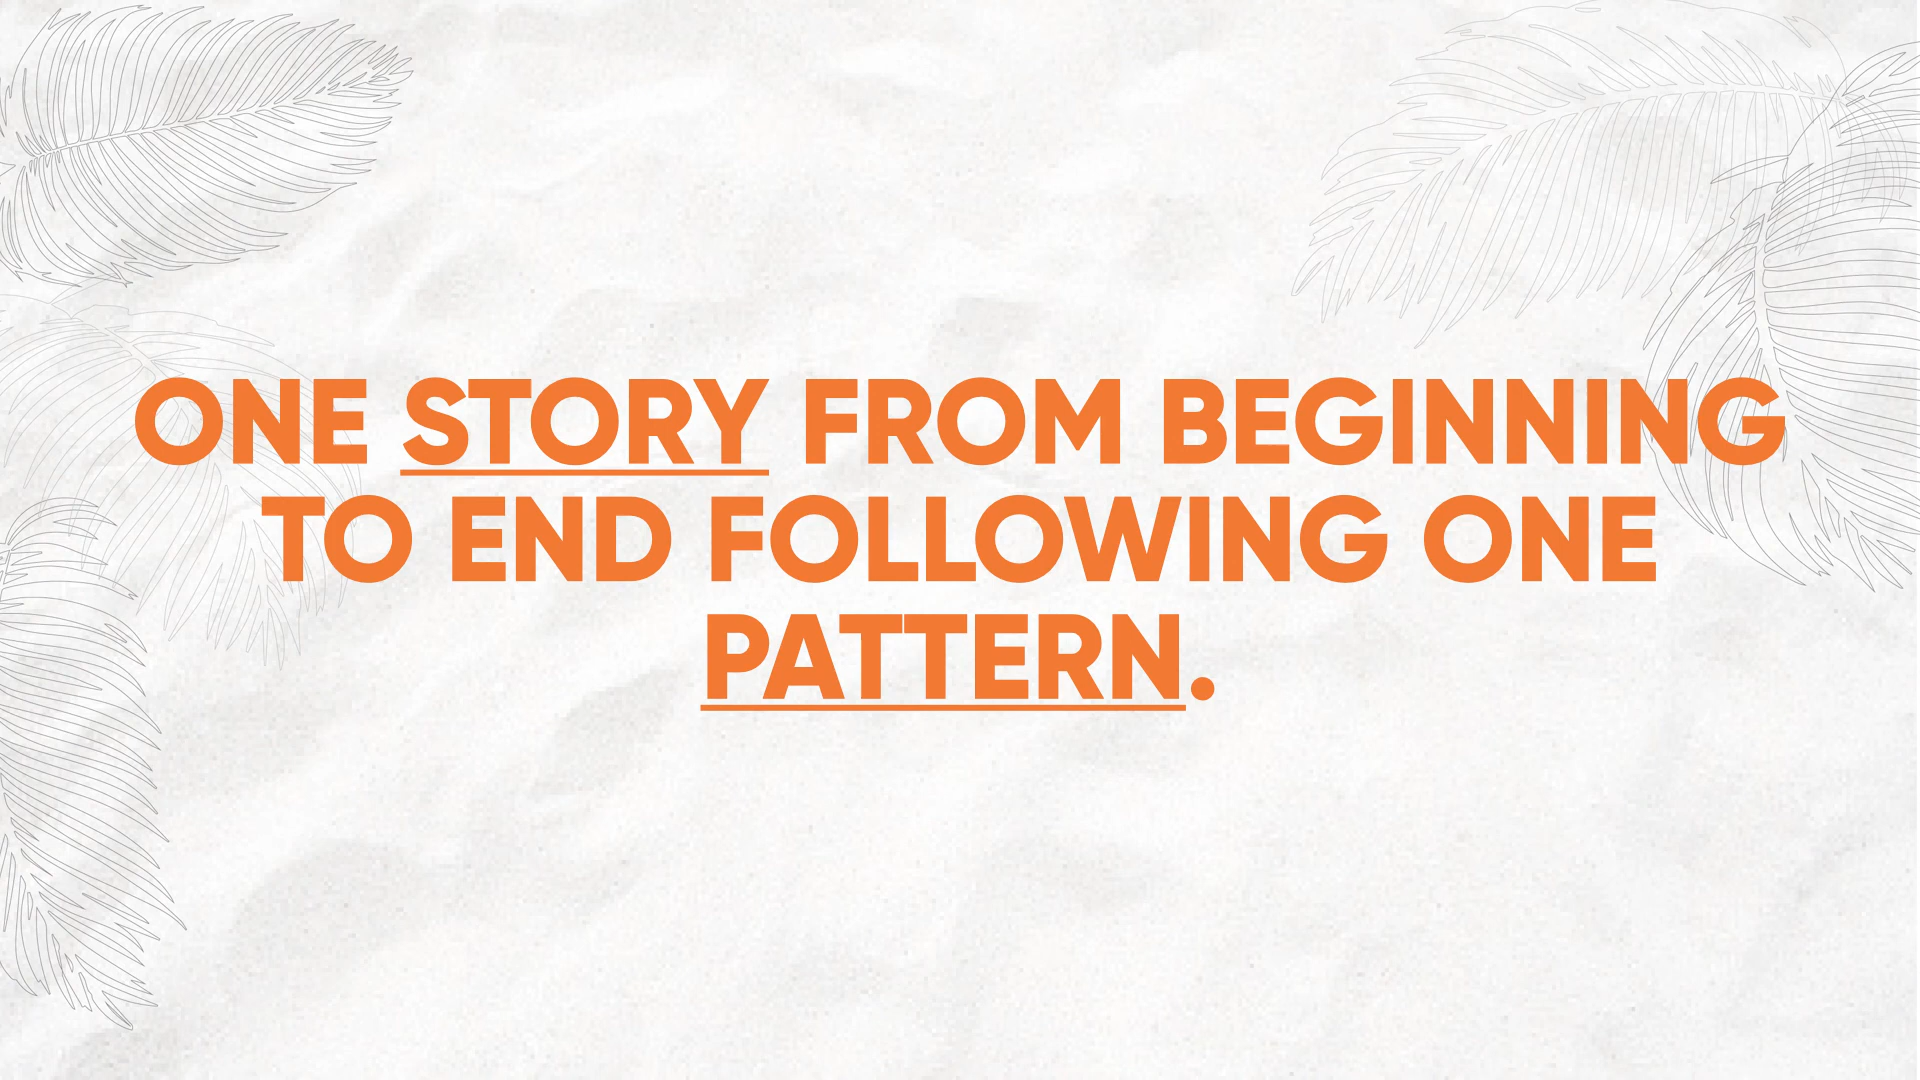 ONE STORY FROM BEGINNING
TO END FOLLOWING ONE
PATTERN.